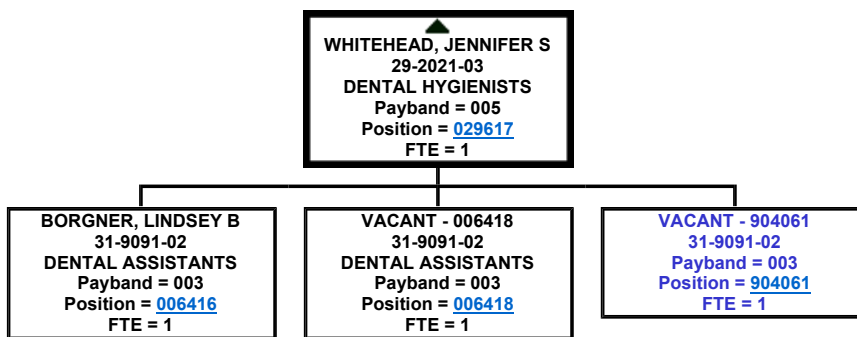 WHITEHEAD, JENNIFER S
29-2021-03
DENTAL HYGIENISTS
Payband = 005
Position = 029617
FTE = 1
BORGNER, LINDSEY B
31-9091-02
DENTAL ASSISTANTS
Payband = 003
Position = 006416
FTE = 1
VACANT - 006418
31-9091-02
DENTAL ASSISTANTS
Payband = 003
Position = 006418
FTE = 1
VACANT - 904061
31-9091-02
Payband = 003
Position = 904061
FTE = 1